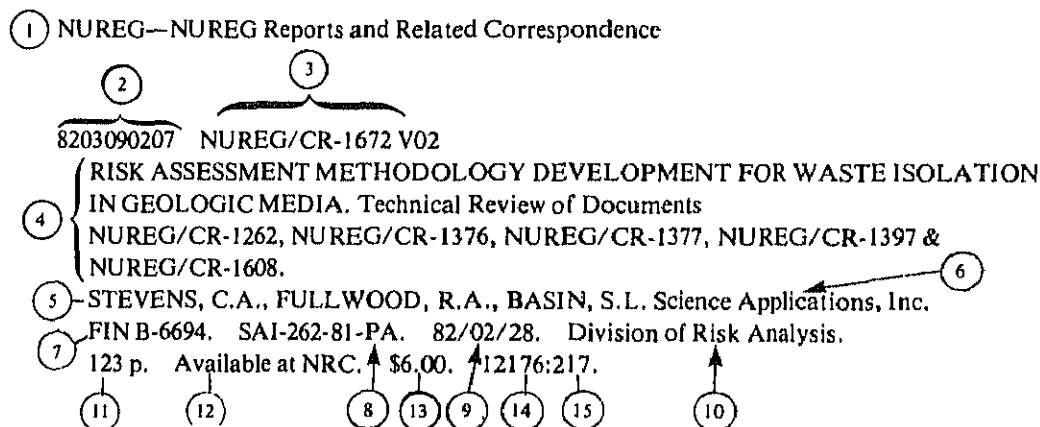 1 NUREG—NUREG Reports and Related Correspondence
2 3
8203090207 NUREG/CR-1672 V02
RISK ASSESSMENT METHODOLOGY DEVELOPMENT FOR WASTE ISOLATION
4 IN GEOLOGIC MEDIA. Technical Review of Documents
NUREG/CR-1262, NUREG/CR-1376, NUREG/CR-1377, NUREG/CR-1397 &
NUREG/CR-1608.
6
5 STEVENS, C.A., FULLWOOD, R.A., BASIN, S.L. Science Applications, Inc.
7 FIN B-6694. SAI-262-81-PA. 82/02/28. Division of Risk Analysis.
123 p. Available at NRC. $6.00. 12176:217.
11 12 8 13 9 14 15 10